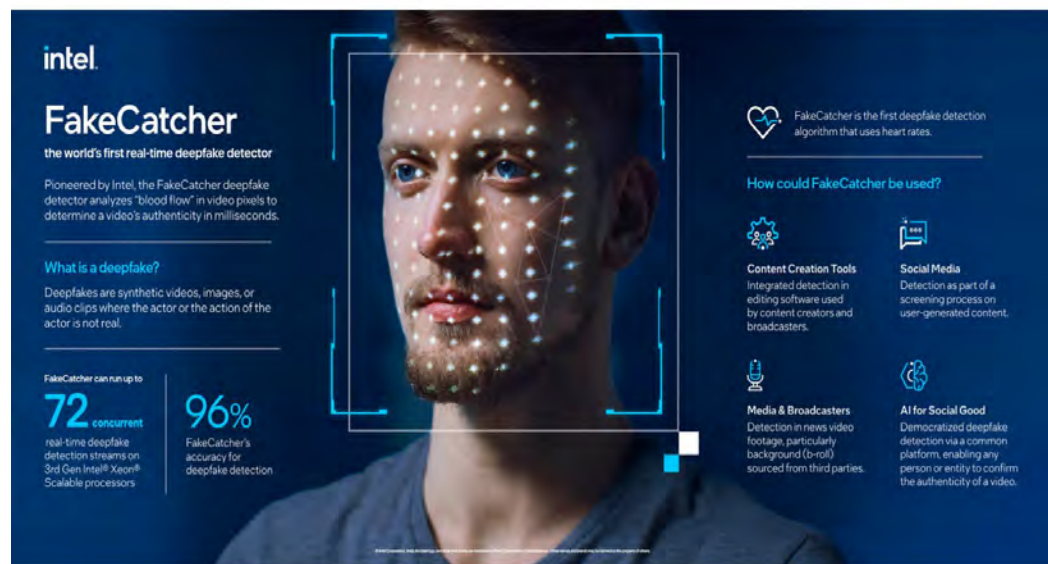 intel.
FakeCatcher
the world's first real-time deepfake detector
Pioneered by Intel, the FakeCatcher deepfake
detector analyzes "blood flow" in video pixels to
determine a video's authenticity in milliseconds.
What is a deepfake?
Deepfakes are synthetic videos, images, or
audio clips where the actor or the action of the
actor is not real.
FakeCatcher can run up to
72 concurrent
real-time deepfake
detection streams on
3rd Gen Intel® Xeon®
Scalable processors
96%
FakeCatcher's
accuracy for
deepfake detection
FakeCatcher is the first deepfake detection
algorithm that uses heart rates.
How could FakeCatcher be used?
Content Creation Tools
Integrated detection in
editing software used
by content creators and
broadcasters.
Social Media
Detection as part of a
screening process on
user-generated content.
Media & Broadcasters
Detection in news video
footage, particularly
background (b-roll)
sourced from third parties.
AI for Social Good
Democratized deepfake
detection via a common
platform, enabling any
person or entity to confirm
the authenticity of a video.